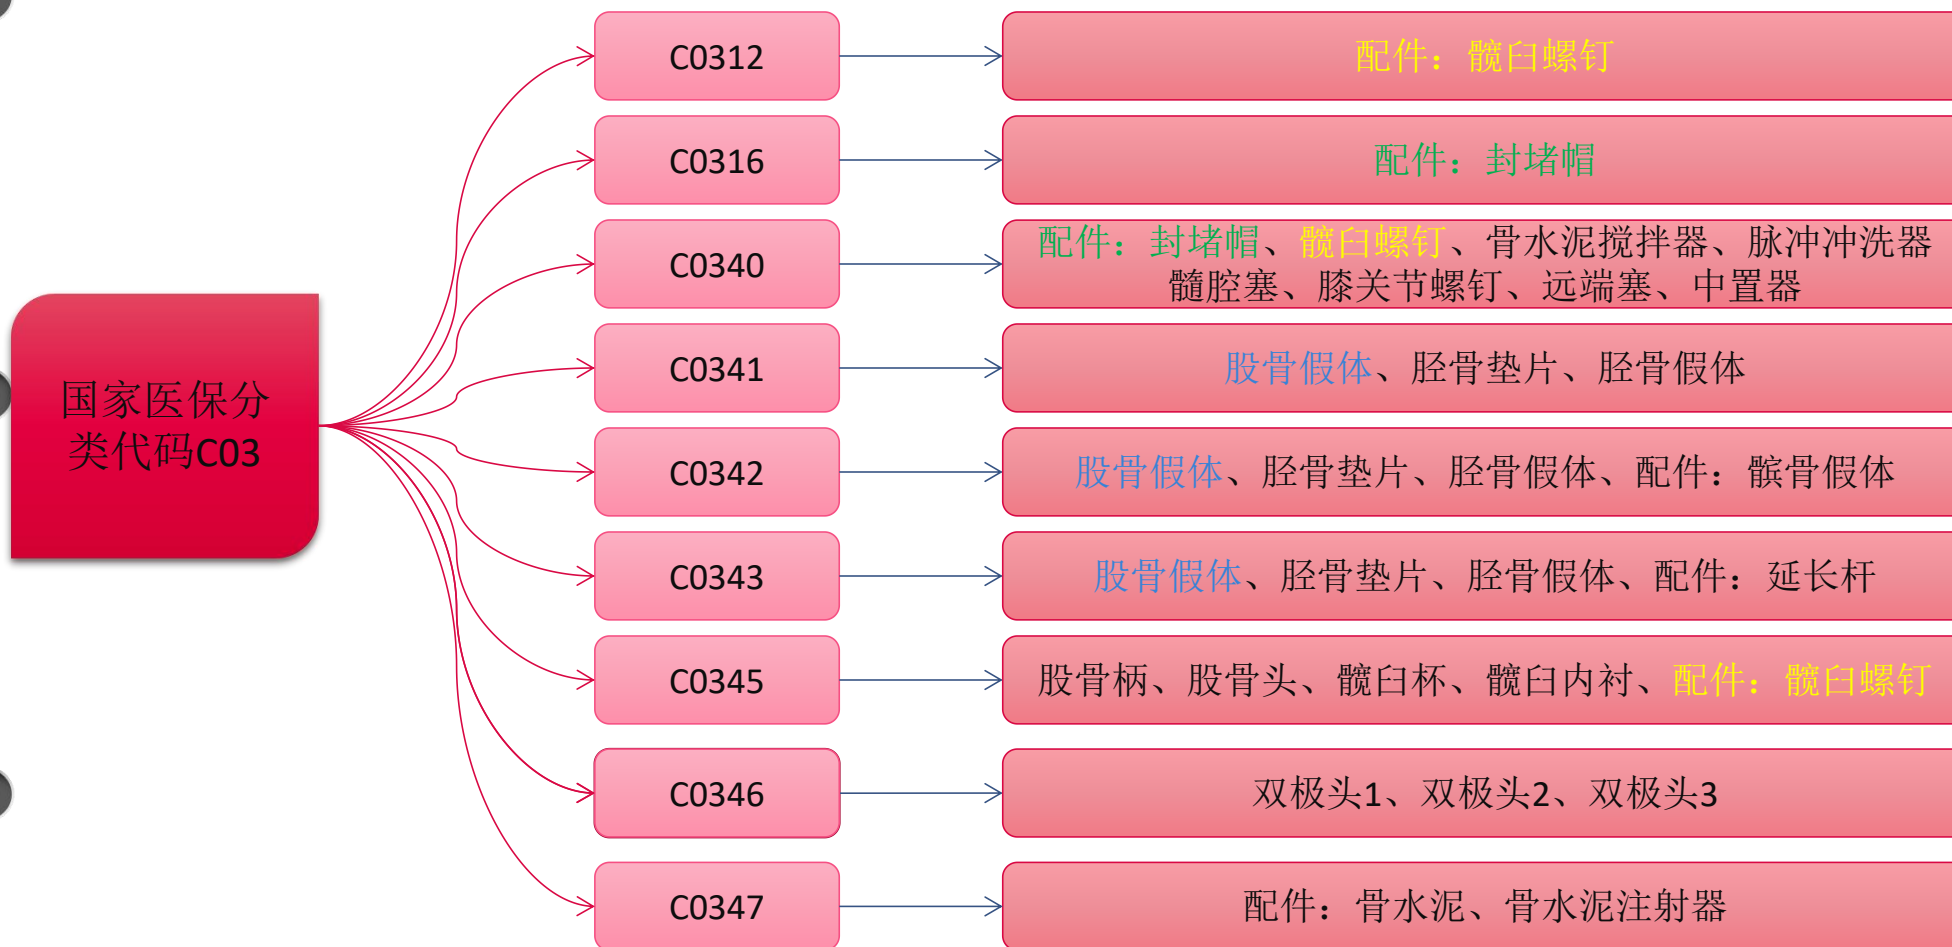 国家医保分
类代码C03
C0312
配件：髋臼螺钉
C0316
配件：封堵帽
C0340
配件：封堵帽、髋臼螺钉、骨水泥搅拌器、脉冲冲洗器
髓腔塞、膝关节螺钉、远端塞、中置器
C0341
股骨假体、胫骨垫片、胫骨假体
C0342
股骨假体、胫骨垫片、胫骨假体、配件：髌骨假体
C0343
股骨假体、胫骨垫片、胫骨假体、配件：延长杆
C0345
股骨柄、股骨头、髋臼杯、髋臼内衬、配件：髋臼螺钉
C0346
双极头1、双极头2、双极头3
C0347
配件：骨水泥、骨水泥注射器